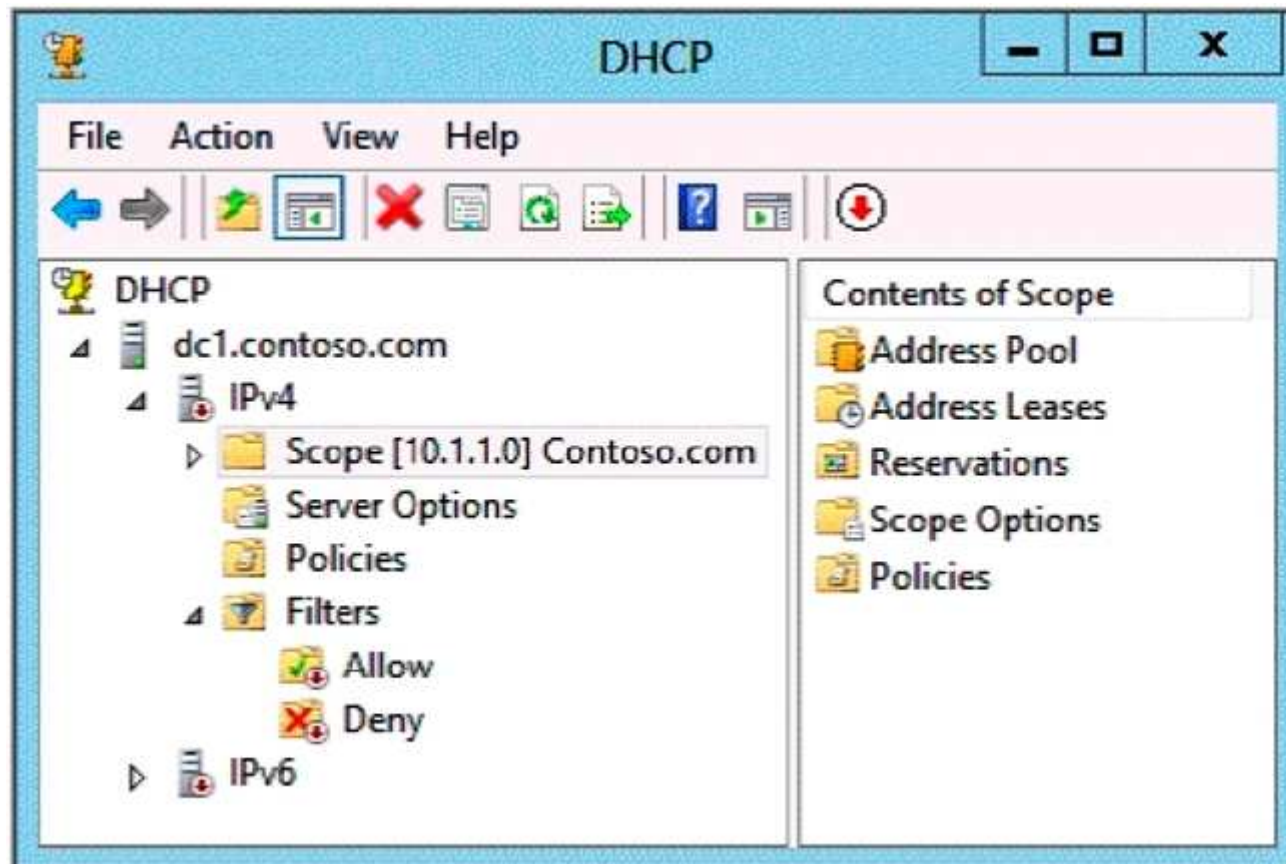 DHCP
File Action View Help
DHCP
dc1.contoso.com
IPv4
Scope [10.1.1.0] Contoso.com
Server Options
Policies
Filters
Allow
Deny
IPv6
Contents of Scope
Address Pool
Address Leases
Reservations
Scope Options
Policies